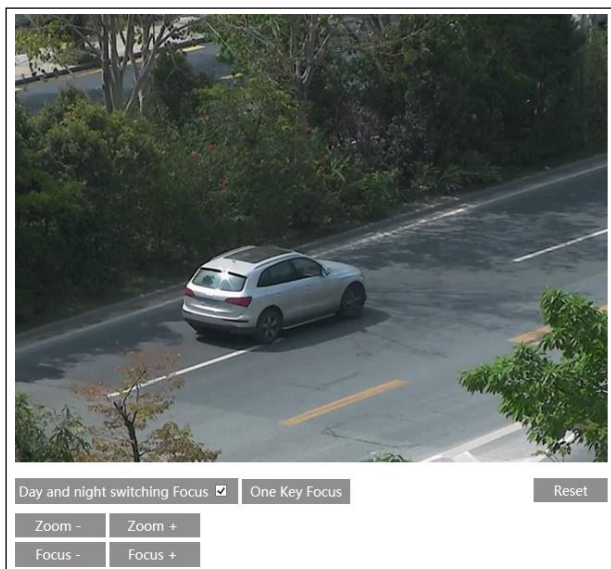 Day and night switching Focus One Key Focus Reset
Zoom - Zoom +
Focus - Focus +